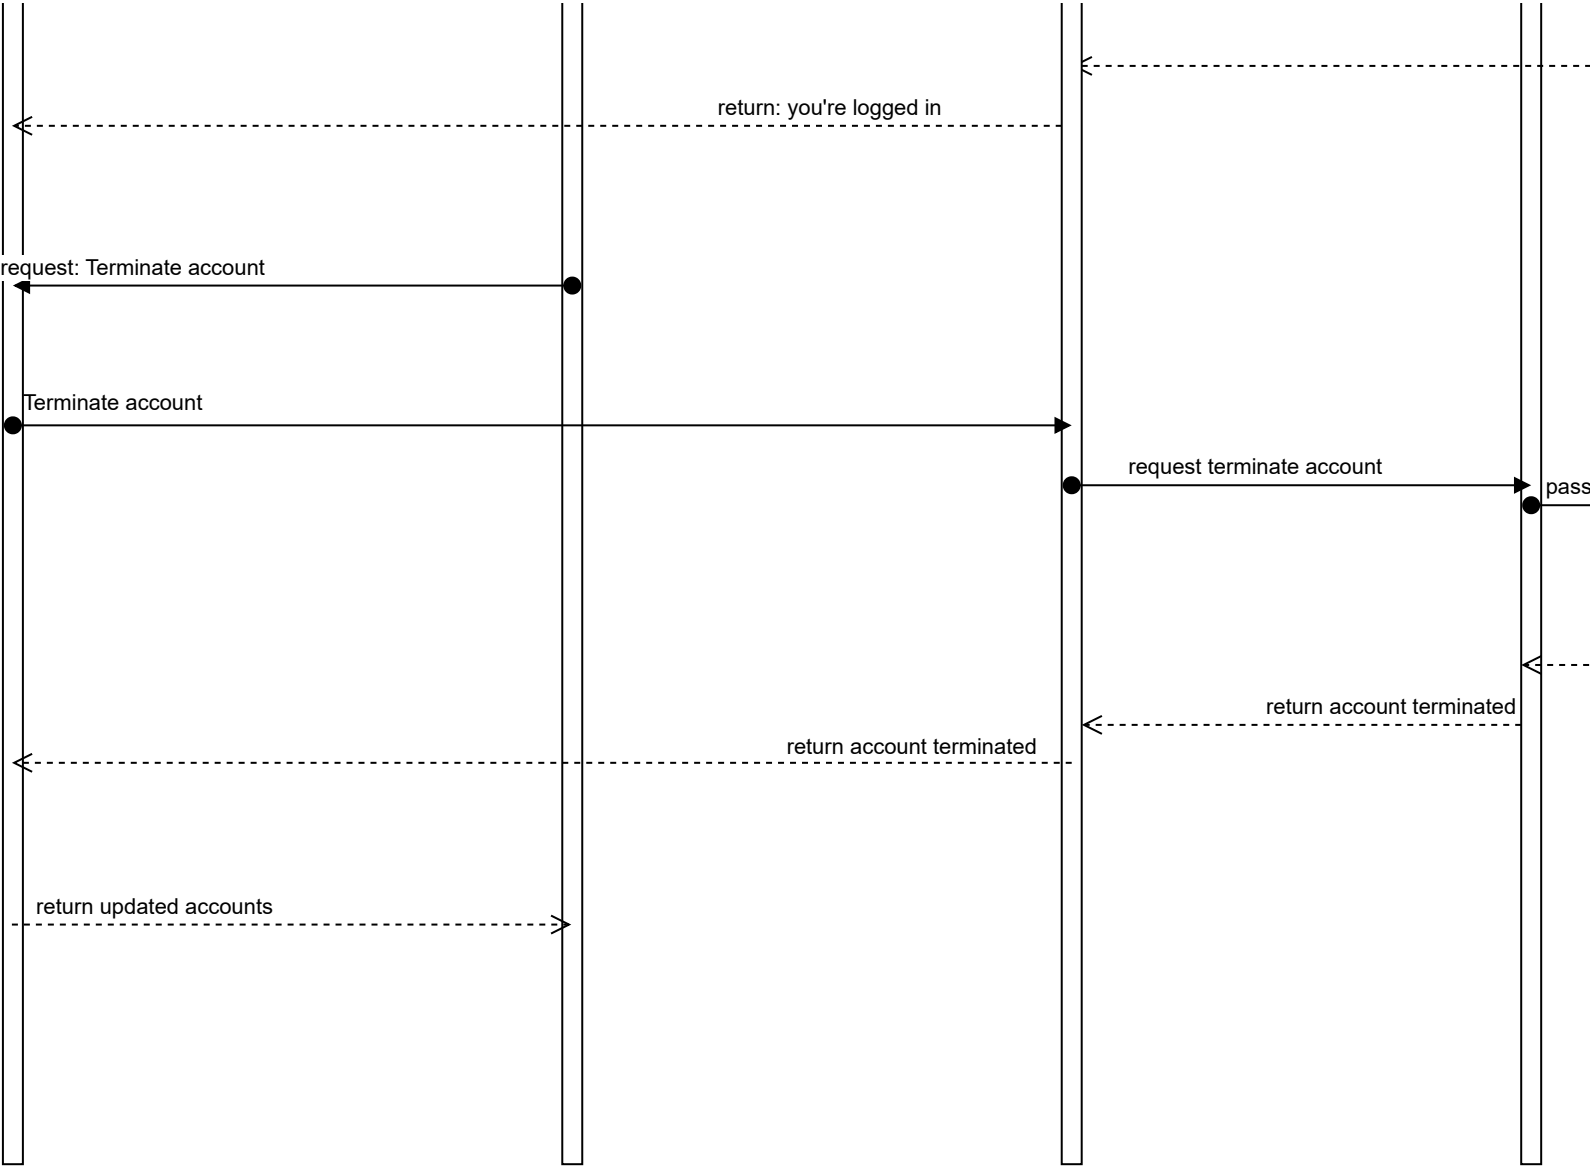 return: you're logged in
request: Terminate account
Terminate account
request terminate account
pass
return account terminated
return account terminated
return updated accounts